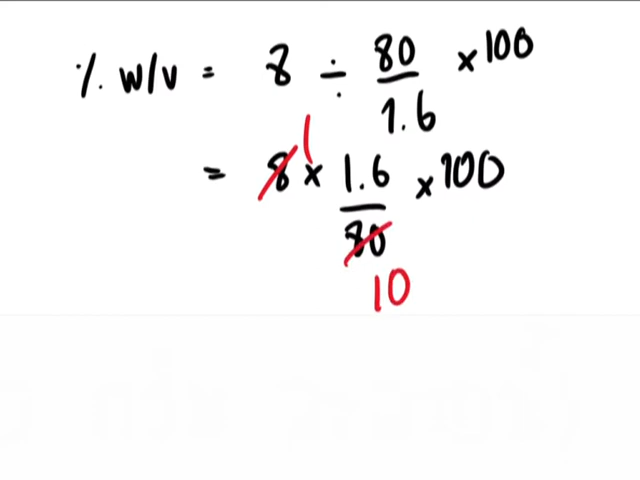 % w/v = 8 ÷ 80/1.6 × 100
1
= 8 × 1.6/80 × 100
10